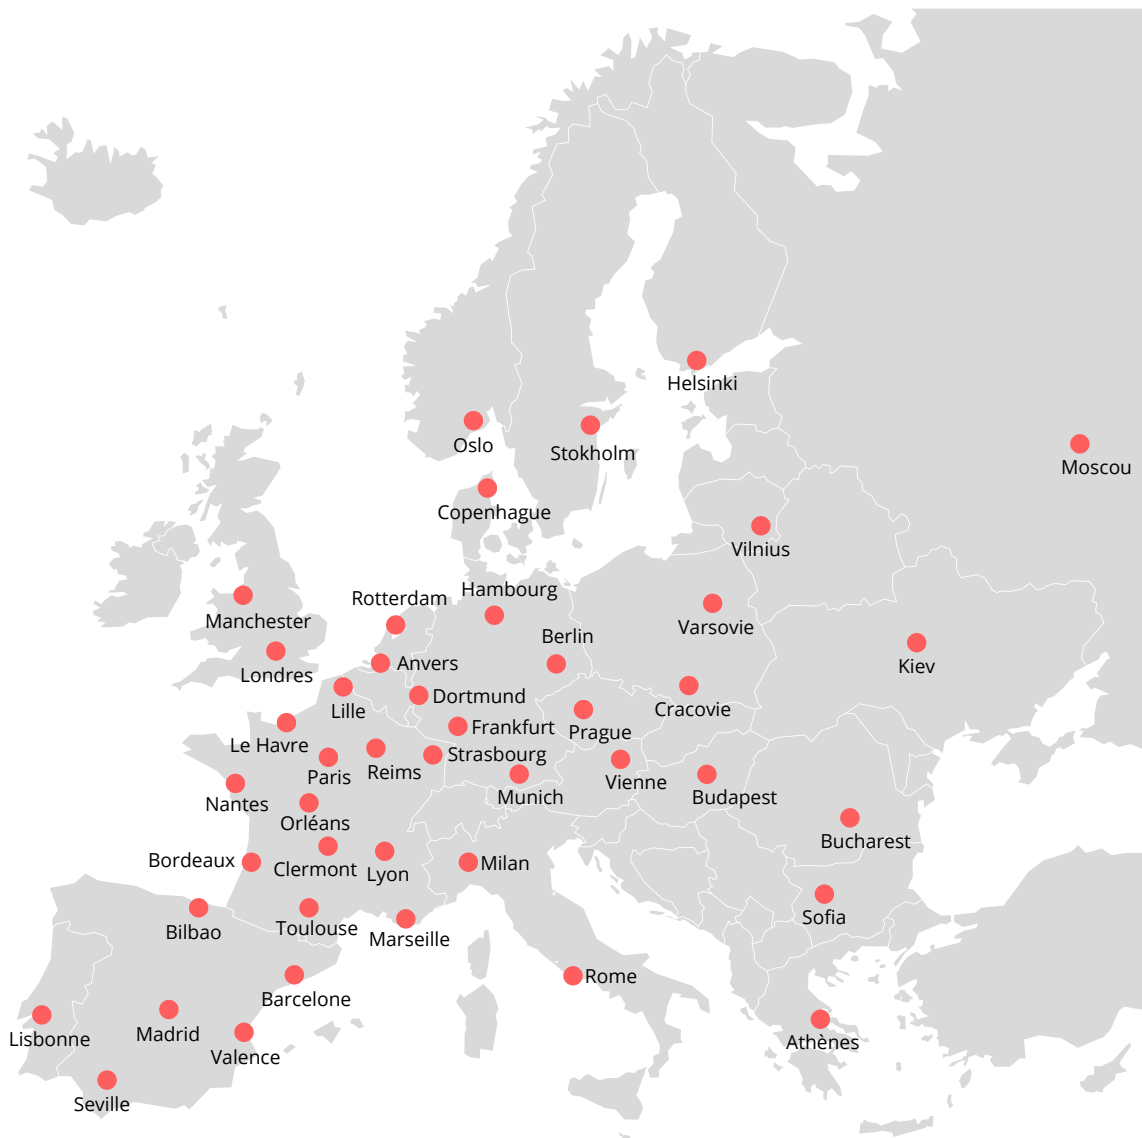 Helsinki
Oslo
Stokholm
Moscou
Copenhague
Vilnius
Hambourg
Rotterdam
Manchester
Varsovie
Berlin
Anvers
Kiev
Londres
Dortmund
Lille
Cracovie
Frankfurt
Prague
Le Havre
Strasbourg
Reims
Paris
Vienne
Munich
Budapest
Nantes
Orléans
Bucharest
Bordeaux
Milan
Clermont
Lyon
Sofia
Toulouse
Bilbao
Marseille
Rome
Barcelone
Madrid
Lisbonne
Athènes
Valence
Seville